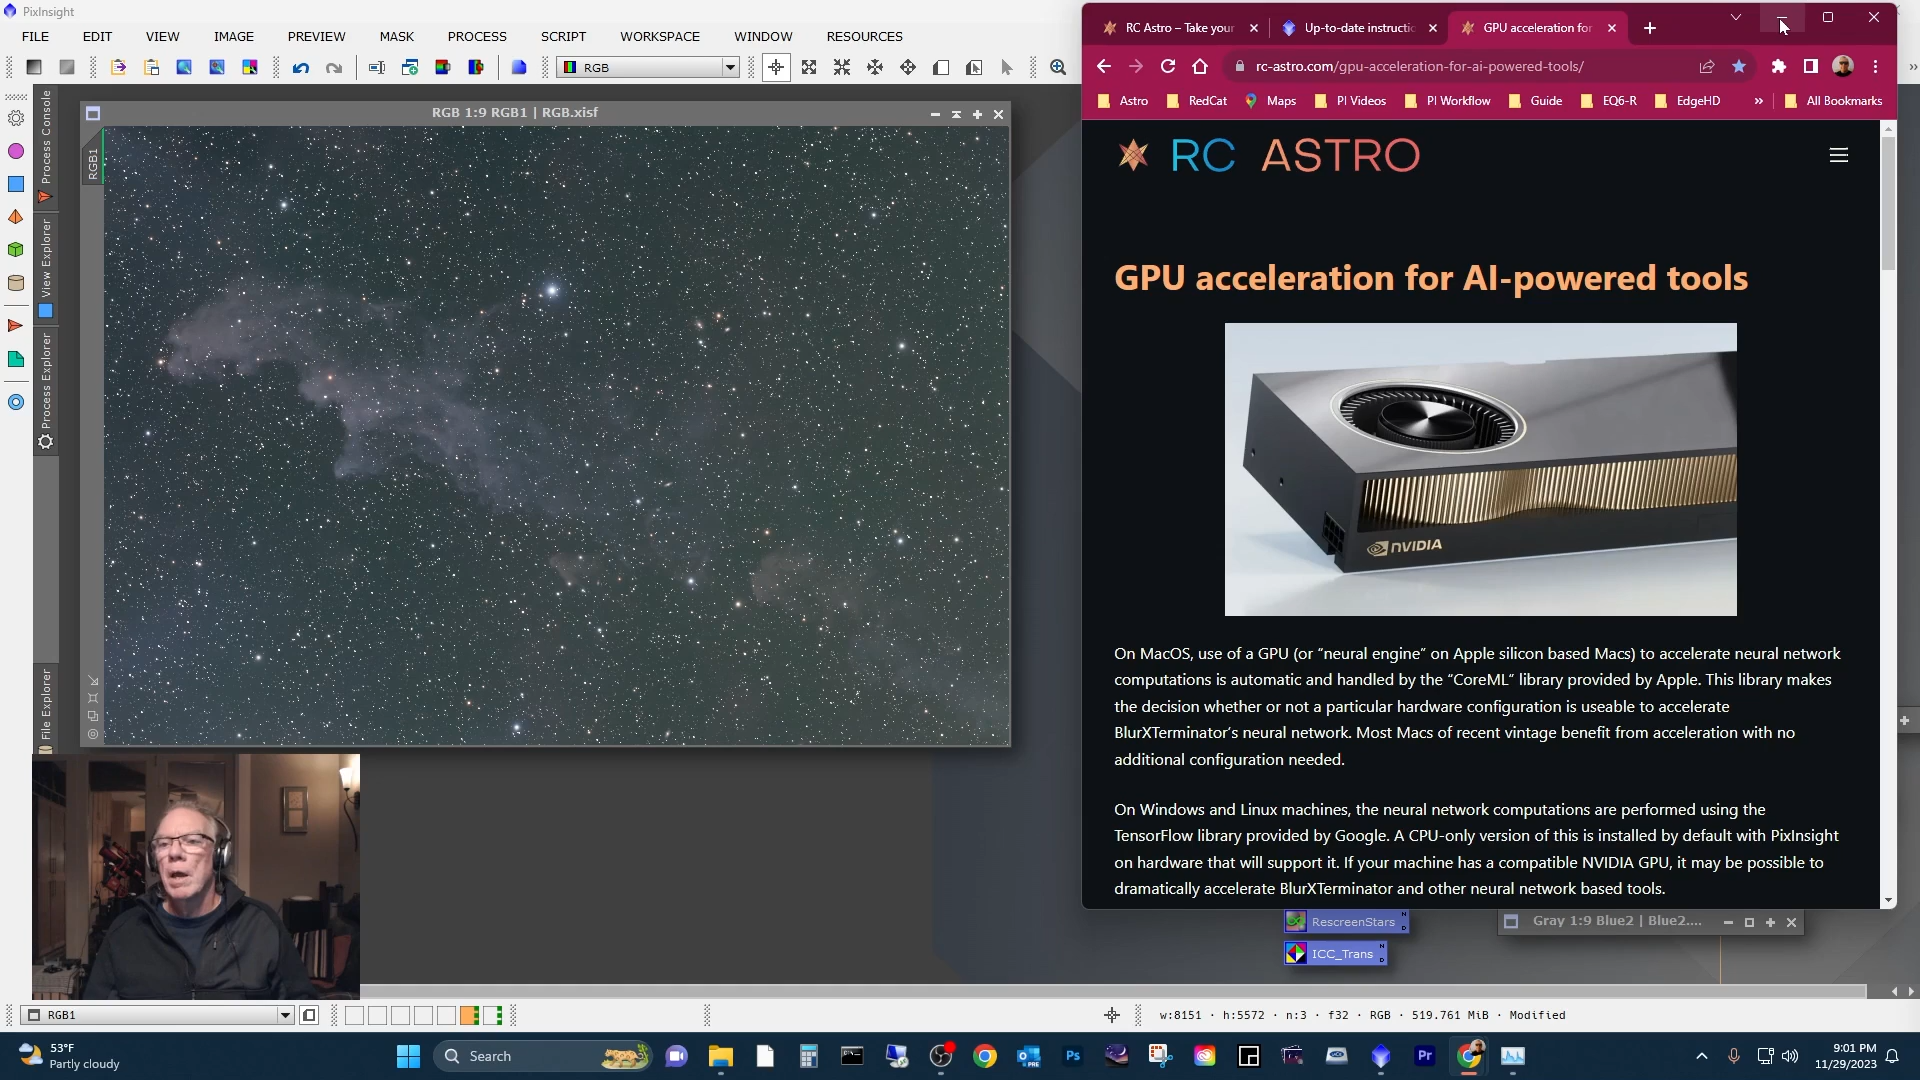 PixInsight
FILE EDIT VIEW IMAGE PREVIEW MASK PROCESS SCRIPT WORKSPACE WINDOW RESOURCES
RGB
RGB 1:9 RGB1 | RGB.xisf
RGB1
Process Console
View Explorer
Process Explorer
File Explorer
RC Astro – Take your
Up-to-date instructio
GPU acceleration for
rc-astro.com/gpu-acceleration-for-ai-powered-tools/
Astro RedCat Maps PI Videos PI Workflow Guide EQ6-R EdgeHD » All Bookmarks
RC ASTRO
GPU acceleration for AI-powered tools
NVIDIA
On MacOS, use of a GPU (or “neural engine” on Apple silicon based Macs) to accelerate neural network
computations is automatic and handled by the “CoreML” library provided by Apple. This library makes
the decision whether or not a particular hardware configuration is useable to accelerate
BlurXTerminator’s neural network. Most Macs of recent vintage benefit from acceleration with no
additional configuration needed.
On Windows and Linux machines, the neural network computations are performed using the
TensorFlow library provided by Google. A CPU-only version of this is installed by default with PixInsight
on hardware that will support it. If your machine has a compatible NVIDIA GPU, it may be possible to
dramatically accelerate BlurXTerminator and other neural network based tools.
RescreenStars
N
D
Gray 1:9 Blue2 | Blue2....
ICC_Trans
N
D
RGB1
w:8151 · h:5572 · n:3 · f32 · RGB · 519.761 MiB · Modified
53°F
Partly cloudy
Search
PRE
Ps
Pr
9:01 PM
11/29/2023